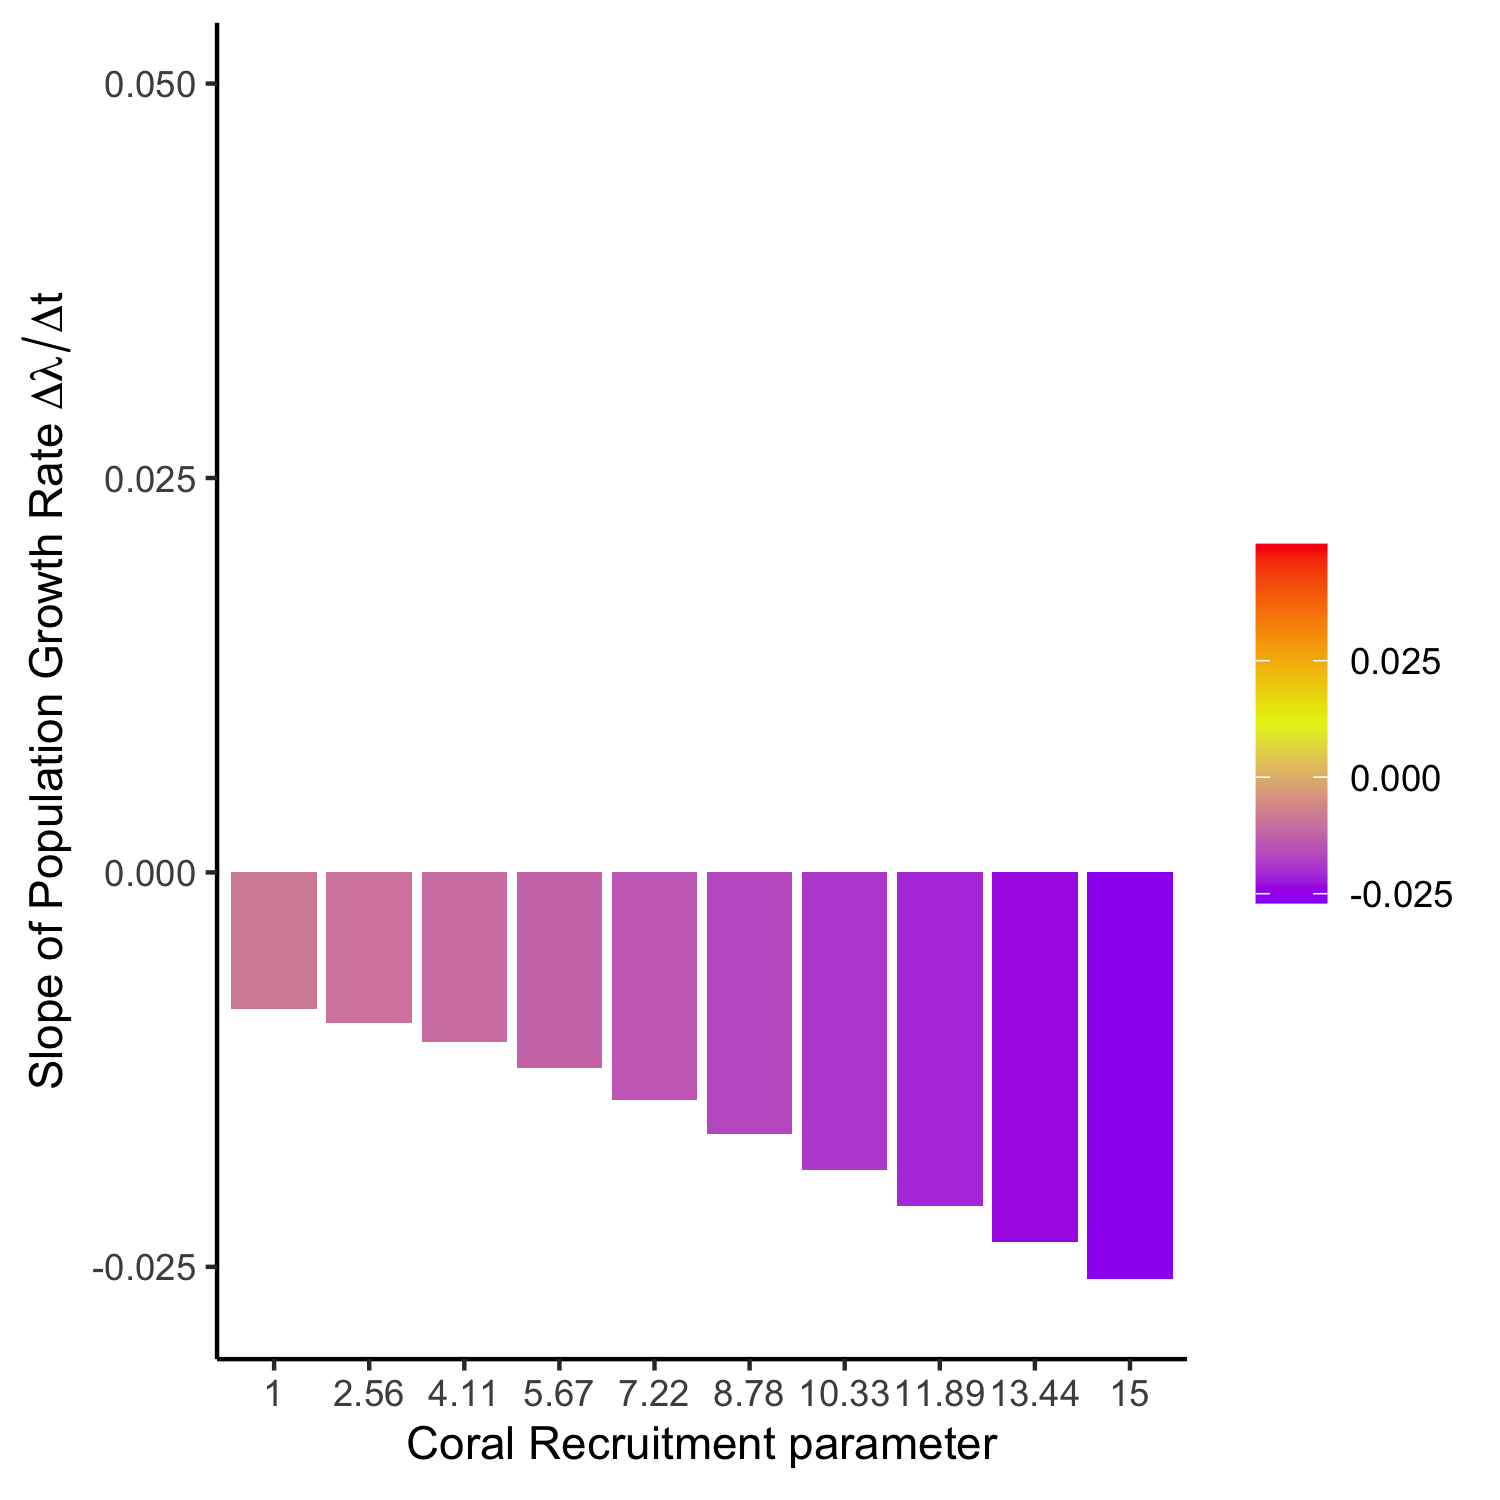 Slope of Population Growth Rate Δλ/Δt
0.050
0.025
0.000
-0.025
1 2.56 4.11 5.67 7.22 8.78 10.33 11.89 13.44 15
Coral Recruitment parameter
0.025
0.000
-0.025